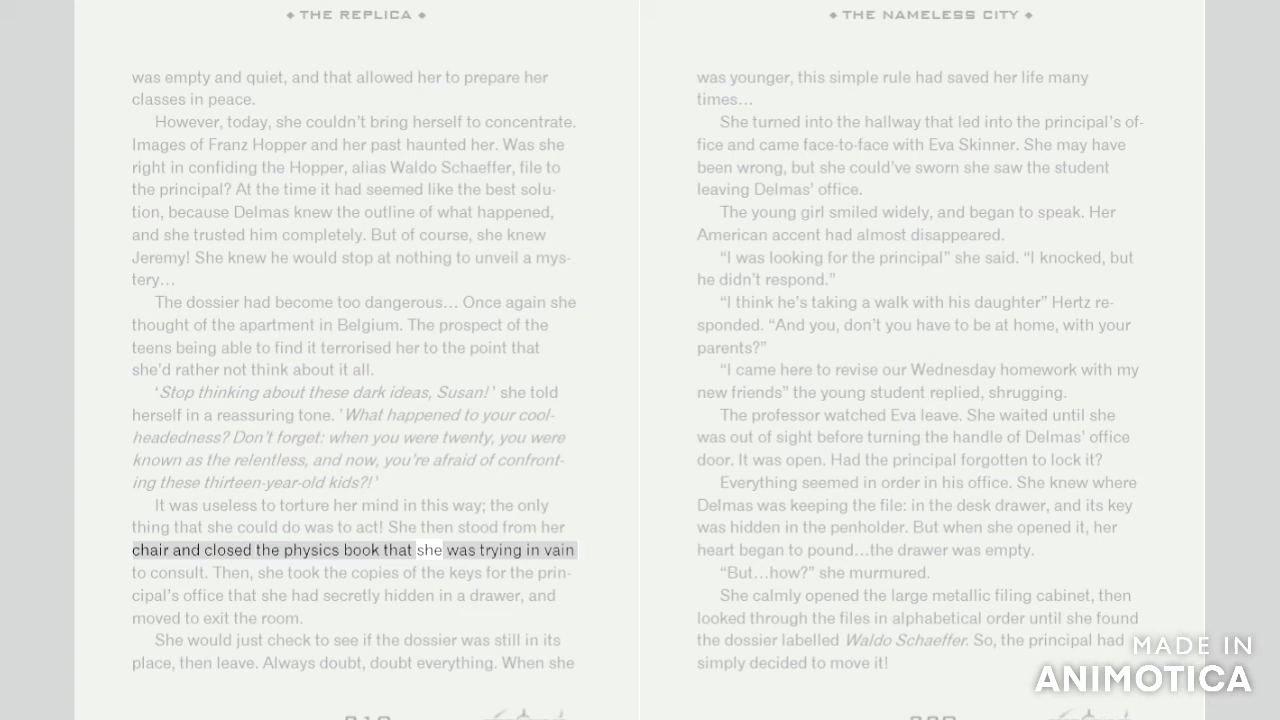 ◆ THE REPLICA ◆
was empty and quiet, and that allowed her to prepare her
classes in peace.
However, today, she couldn’t bring herself to concentrate.
Images of Franz Hopper and her past haunted her. Was she
right in confiding the Hopper, alias Waldo Schaeffer, file to
the principal? At the time it had seemed like the best solu-
tion, because Delmas knew the outline of what happened,
and she trusted him completely. But of course, she knew
Jeremy! She knew he would stop at nothing to unveil a mys-
tery…
The dossier had become too dangerous… Once again she
thought of the apartment in Belgium. The prospect of the
teens being able to find it terrorised her to the point that
she’d rather not think about it all.
‘Stop thinking about these dark ideas, Susan!’ she told
herself in a reassuring tone. ’What happened to your cool-
headedness? Don’t forget: when you were twenty, you were
known as the relentless, and now, you’re afraid of confront-
ing these thirteen-year-old kids?!’
It was useless to torture her mind in this way; the only
thing that she could do was to act! She then stood from her
chair and closed the physics book that she was trying in vain
to consult. Then, she took the copies of the keys for the prin-
cipal’s office that she had secretly hidden in a drawer, and
moved to exit the room.
She would just check to see if the dossier was still in its
place, then leave. Always doubt, doubt everything. When she
◆ THE NAMELESS CITY ◆
was younger, this simple rule had saved her life many
times…
She turned into the hallway that led into the principal’s of-
fice and came face-to-face with Eva Skinner. She may have
been wrong, but she could’ve sworn she saw the student
leaving Delmas’ office.
The young girl smiled widely, and began to speak. Her
American accent had almost disappeared.
“I was looking for the principal” she said. “I knocked, but
he didn’t respond.”
“I think he’s taking a walk with his daughter” Hertz re-
sponded. “And you, don’t you have to be at home, with your
parents?”
“I came here to revise our Wednesday homework with my
new friends” the young student replied, shrugging.
The professor watched Eva leave. She waited until she
was out of sight before turning the handle of Delmas’ office
door. It was open. Had the principal forgotten to lock it?
Everything seemed in order in his office. She knew where
Delmas was keeping the file: in the desk drawer, and its key
was hidden in the penholder. But when she opened it, her
heart began to pound…the drawer was empty.
“But…how?” she murmured.
She calmly opened the large metallic filing cabinet, then
looked through the files in alphabetical order until she found
the dossier labelled Waldo Schaeffer. So, the principal had
simply decided to move it!
MADE IN
ANIMOTICA